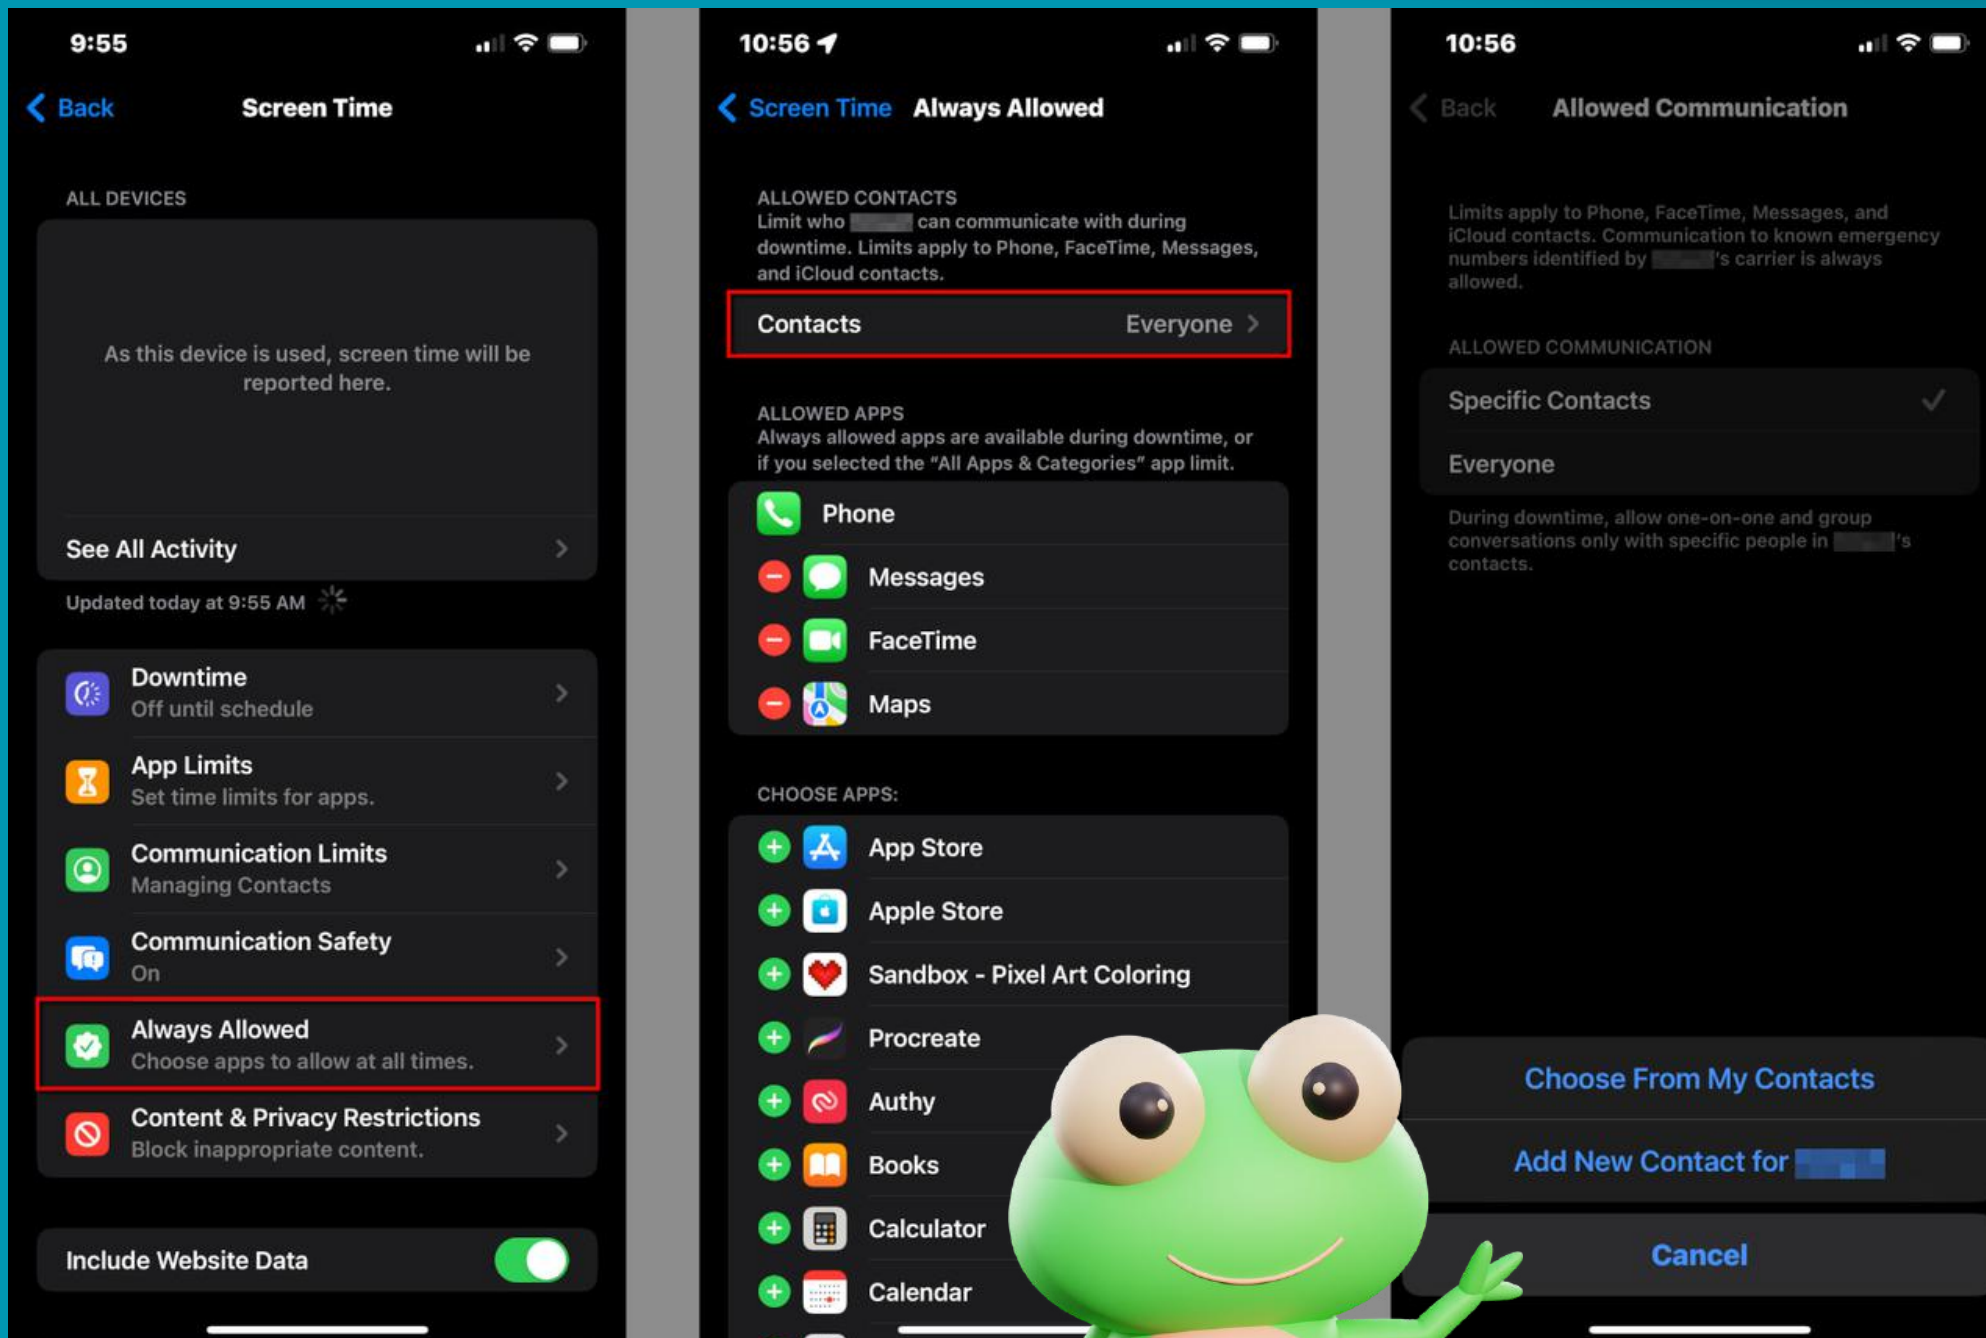 9:55
Back
Screen Time
ALL DEVICES
As this device is used, screen time will be
reported here.
See All Activity
Updated today at 9:55 AM
Downtime
Off until schedule
App Limits
Set time limits for apps.
Communication Limits
Managing Contacts
Communication Safety
On
Always Allowed
Choose apps to allow at all times.
Content & Privacy Restrictions
Block inappropriate content.
Include Website Data
10:56
Screen Time
Always Allowed
ALLOWED CONTACTS
Limit who can communicate with during
downtime. Limits apply to Phone, FaceTime, Messages,
and iCloud contacts.
Contacts
Everyone
ALLOWED APPS
Always allowed apps are available during downtime, or
if you selected the “All Apps & Categories” app limit.
Phone
Messages
FaceTime
Maps
CHOOSE APPS:
App Store
Apple Store
Sandbox - Pixel Art Coloring
Procreate
Authy
Books
Calculator
Calendar
10:56
Back
Allowed Communication
Limits apply to Phone, FaceTime, Messages, and
iCloud contacts. Communication to known emergency
numbers identified by 's carrier is always
allowed.
ALLOWED COMMUNICATION
Specific Contacts
Everyone
During downtime, allow one-on-one and group
conversations only with specific people in 's
contacts.
Choose From My Contacts
Add New Contact for
Cancel